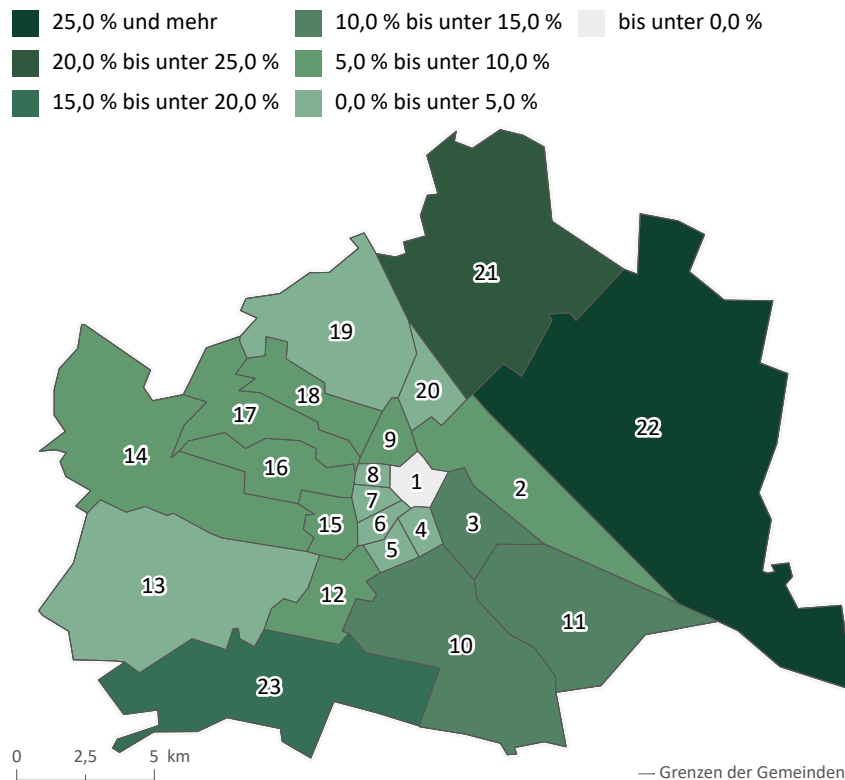 25,0 % und mehr
20,0 % bis unter 25,0 %
15,0 % bis unter 20,0 %
10,0 % bis unter 15,0 %
5,0 % bis unter 10,0 %
0,0 % bis unter 5,0 %
bis unter 0,0 %
21
19
20
18
22
17
9
14
16
8
1
2
7
15
6
4
3
5
13
12
11
10
23
0 2,5 5 km
Grenzen der Gemeinden